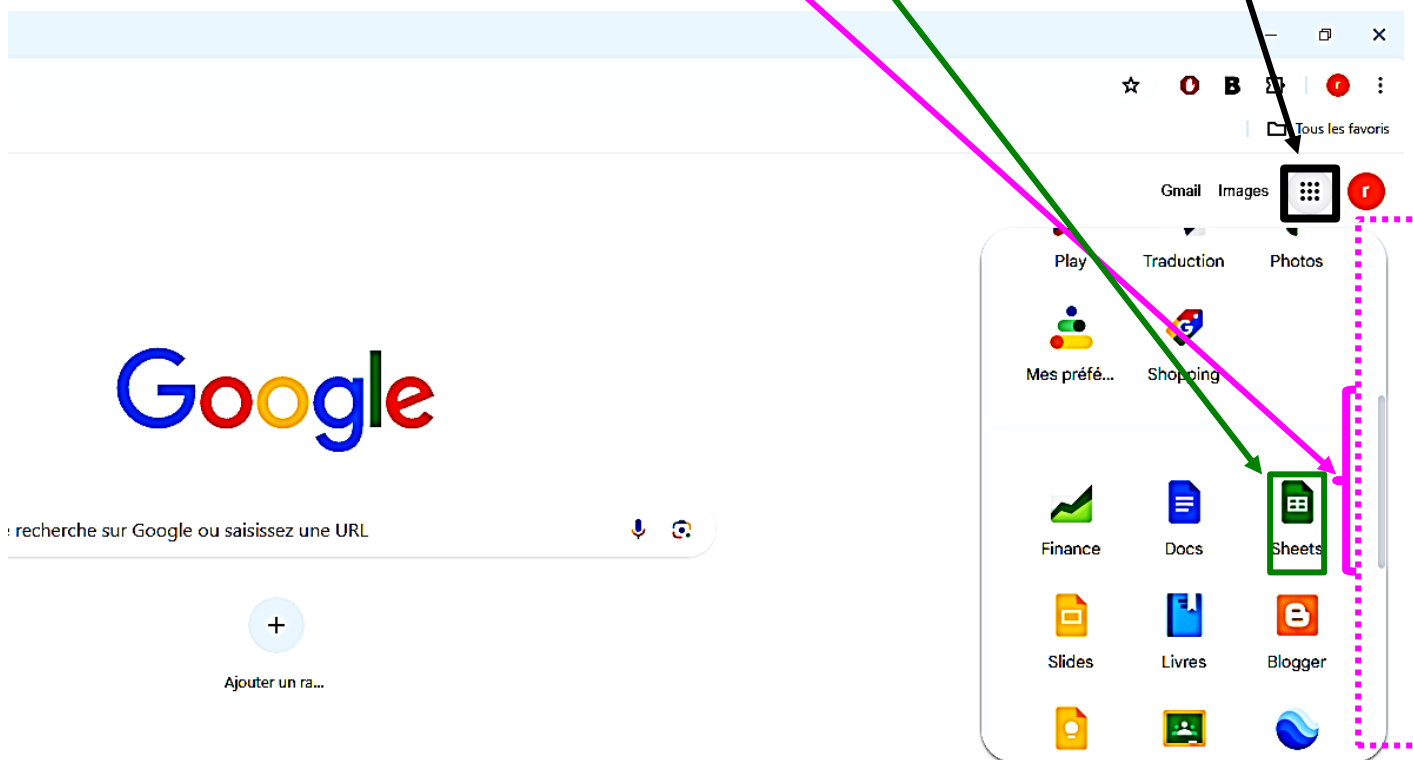 B
r
Tous les favoris
Gmail Images
r
Play Traduction Photos
G
Mes préfé... Shopping
Google
Finance Docs Sheets
recherche sur Google ou saisissez une URL
Slides Livres Blogger
Ajouter un ra...